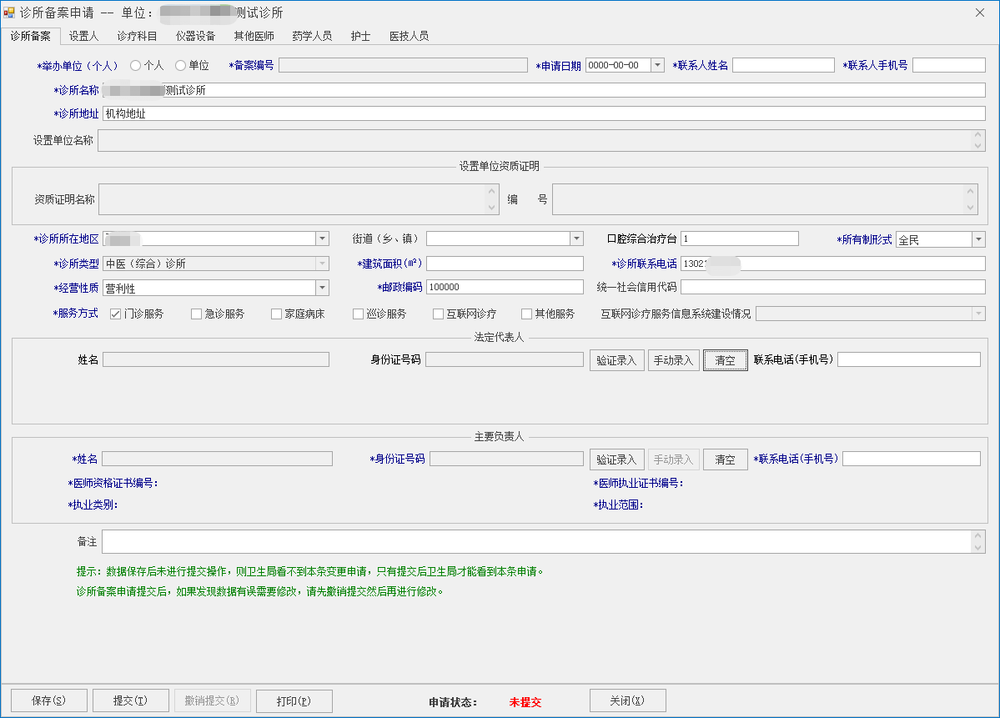 诊所备案申请 -- 单位： 测试诊所
诊所备案 设置人 诊疗科目 仪器设备 其他医师 药学人员 护士 医技人员
*举办单位（个人） 个人 单位 *备案编号 *申请日期 0000-00-00 *联系人姓名 *联系人手机号
*诊所名称 测试诊所
*诊所地址 机构地址
设置单位名称
设置单位资质证明
资质证明名称 编 号
*诊所所在地区 街道（乡、镇） 口腔综合治疗台 1 *所有制形式 全民
*诊所类型 中医（综合）诊所 *建筑面积(㎡) *诊所联系电话 13021
*经营性质 营利性 *邮政编码 100000 统一社会信用代码
*服务方式 门诊服务 急诊服务 家庭病床 巡诊服务 互联网诊疗 其他服务 互联网诊疗服务信息系统建设情况
法定代表人
姓名 身份证号码 验证录入 手动录入 清空 联系电话(手机号)
主要负责人
*姓名 *身份证号码 验证录入 手动录入 清空 *联系电话(手机号)
*医师资格证书编号： *医师执业证书编号：
*执业类别： *执业范围：
备注
提示：数据保存后未进行提交操作，则卫生局看不到本条变更申请，只有提交后卫生局才能看到本条申请。
诊所备案申请提交后，如果发现数据有误需要修改，请先撤销提交然后再进行修改。
保存(S) 提交(T) 撤销提交(R) 打印(P) 申请状态： 未提交 关闭(X)